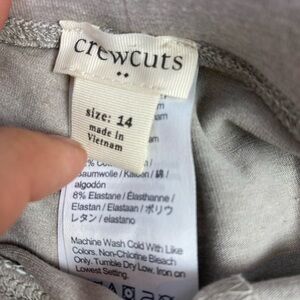 crewcuts
size: 14
made in
Vietnam
Baumwolle / Katoen / 綿 /
algodón
8% Elastane / Élasthanne /
Elastan / Elastaan / ポリウ
レタン / elastano
Machine Wash Cold With Like
Colors. Non-Chlorine Bleach
Only. Tumble Dry Low. Iron on
Lowest Setting.